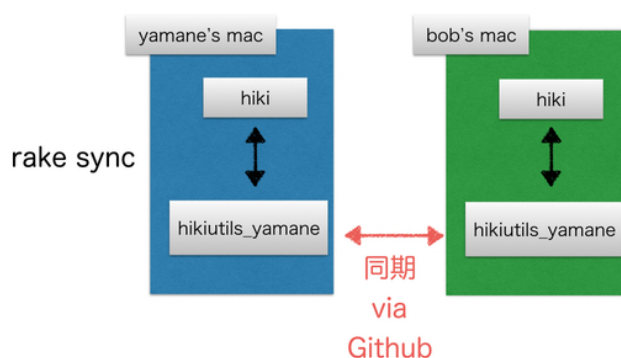 yamane's mac
bob's mac
hiki
hiki
rake sync
hikiutils_yamane
hikiutils_yamane
同期
via
Github